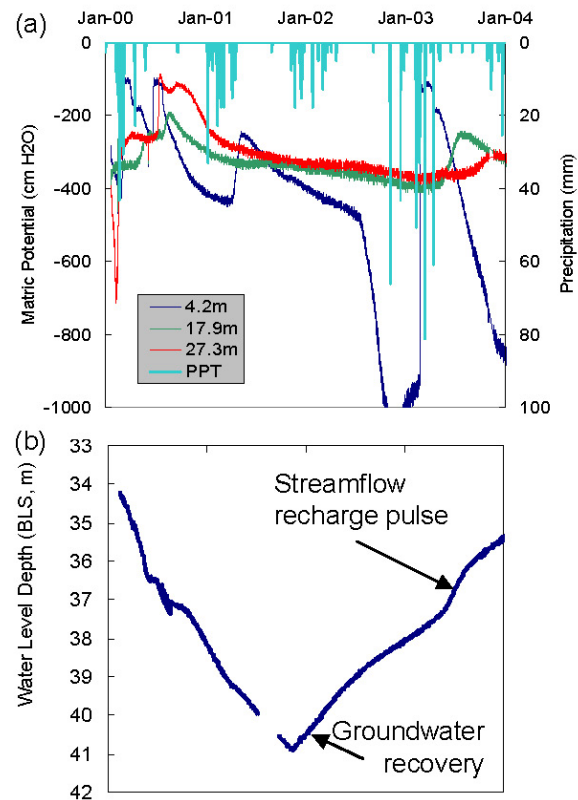 (a)
Jan-00 Jan-01 Jan-02 Jan-03 Jan-04
0
-200
-400
-600
-800
-1000
Matric Potential (cm H2O)
0
20
40
60
80
100
Precipitation (mm)
4.2m
17.9m
27.3m
PPT
(b)
33
34
35
36
37
38
39
40
41
42
Water Level Depth (BLS, m)
Streamflow
recharge pulse
Groundwater
recovery